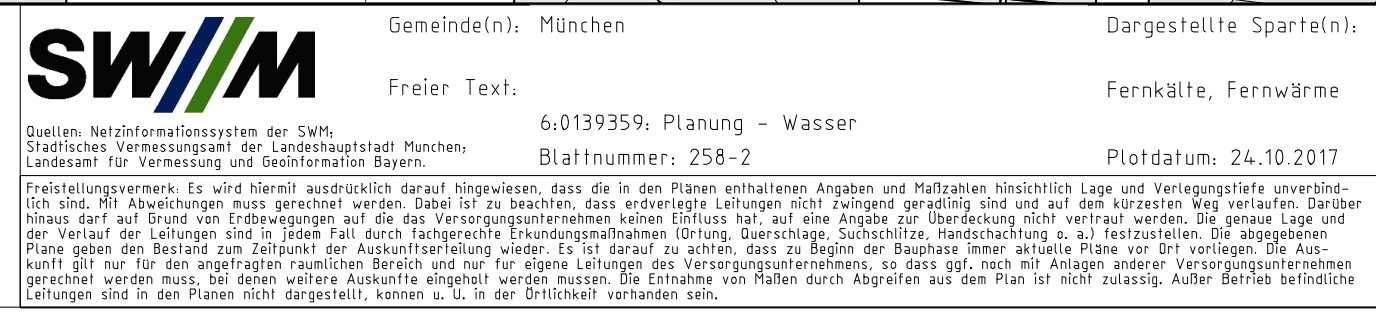 SWM
Gemeinde(n): München
Dargestellte Sparte(n):
Freier Text:
Fernkälte, Fernwärme
6:0139359: Planung - Wasser
Blattnummer: 258-2
Plotdatum: 24.10.2017
Quellen: Netzinformationssystem der SWM;
Stadtisches Vermessungsamt der Landeshauptstadt Munchen;
Landesamt für Vermessung und Geoinformation Bayern.
Freistellungsvermerk: Es wird hiermit ausdrücklich darauf hingewiesen, dass die in den Plänen enthaltenen Angaben und Maßzahlen hinsichtlich Lage und Verlegungstiefe unverbind-
lich sind. Mit Abweichungen muss gerechnet werden. Dabei ist zu beachten, dass erdverlegte Leitungen nicht zwingend geradlinig sind und auf dem kürzesten Weg verlaufen. Darüber
hinaus darf auf Grund von Erdbewegungen auf die das Versorgungsunternehmen keinen Einfluss hat, auf eine Angabe zur Überdeckung nicht vertraut werden. Die genaue Lage und
der Verlauf der Leitungen sind in jedem Fall durch fachgerechte Erkundungsmaßnahmen (Ortung, Querschlage, Suchschlitze, Handschachtung o. a.) festzustellen. Die abgegebenen
Plane geben den Bestand zum Zeitpunkt der Auskunftserteilung wieder. Es ist darauf zu achten, dass zu Beginn der Bauphase immer aktuelle Pläne vor Ort vorliegen. Die Aus-
kunft gilt nur für den angefragten raumlichen Bereich und nur fur eigene Leitungen des Versorgungsunternehmens, so dass ggf. noch mit Anlagen anderer Versorgungsunternehmen
gerechnet werden muss, bei denen weitere Auskunfte eingeholt werden mussen. Die Entnahme von Maßen durch Abgreifen aus dem Plan ist nicht zulassig. Außer Betrieb befindliche
Leitungen sind in den Planen nicht dargestellt, konnen u. U. in der Örtlichkeit vorhanden sein.